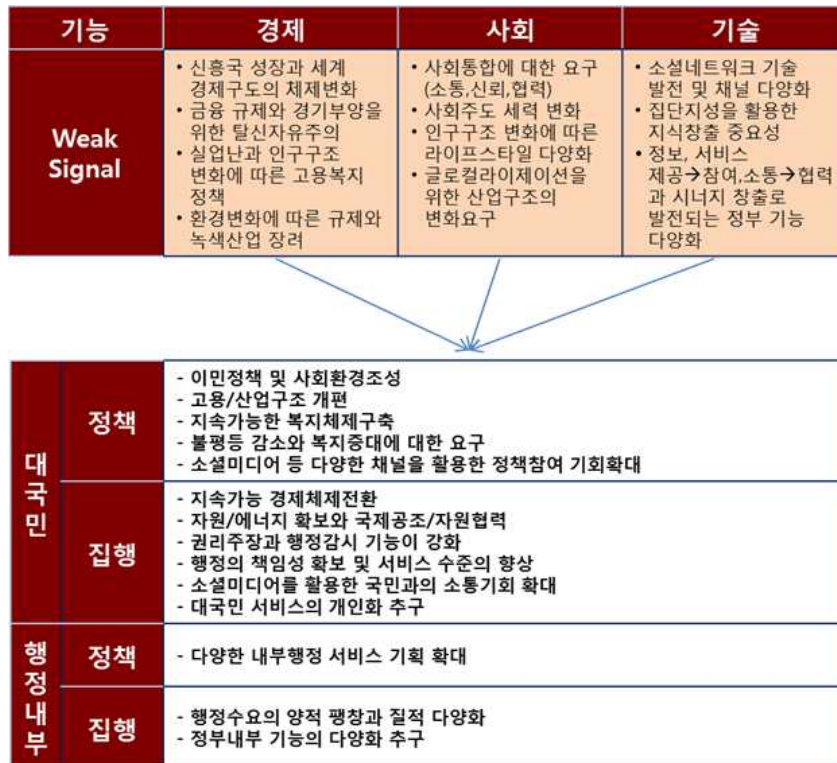 기능
경제
사회
기술
Weak
Signal
• 신흥국 성장과 세계
경제구도의 체제변화
• 금융 규제와 경기부양을
위한 탈신자유주의
• 실업난과 인구구조
변화에 따른 고용복지
정책
• 환경변화에 따른 규제와
녹색산업 장려
• 사회통합에 대한 요구
(소통,신뢰,협력)
• 사회주도 세력 변화
• 인구구조 변화에 따른
라이프스타일 다양화
• 글로컬라이제이션을
위한 산업구조의
변화요구
• 소셜네트워크 기술
발전 및 채널 다양화
• 집단지성을 활용한
지식창출 중요성
• 정보, 서비스
제공→참여,소통→협력
과 시너지 창출로
발전되는 정부 기능
다양화
대국민
정책
- 이민정책 및 사회환경조성
- 고용/산업구조 개편
- 지속가능한 복지체제구축
- 불평등 감소와 복지증대에 대한 요구
- 소셜미디어 등 다양한 채널을 활용한 정책참여 기회확대
집행
- 지속가능 경제체제전환
- 자원/에너지 확보와 국제공조/자원협력
- 권리주장과 행정감시 기능이 강화
- 행정의 책임성 확보 및 서비스 수준의 향상
- 소셜미디어를 활용한 국민과의 소통기회 확대
- 대국민 서비스의 개인화 추구
행정내부
정책
- 다양한 내부행정 서비스 기획 확대
집행
- 행정수요의 양적 팽창과 질적 다양화
- 정부내부 기능의 다양화 추구